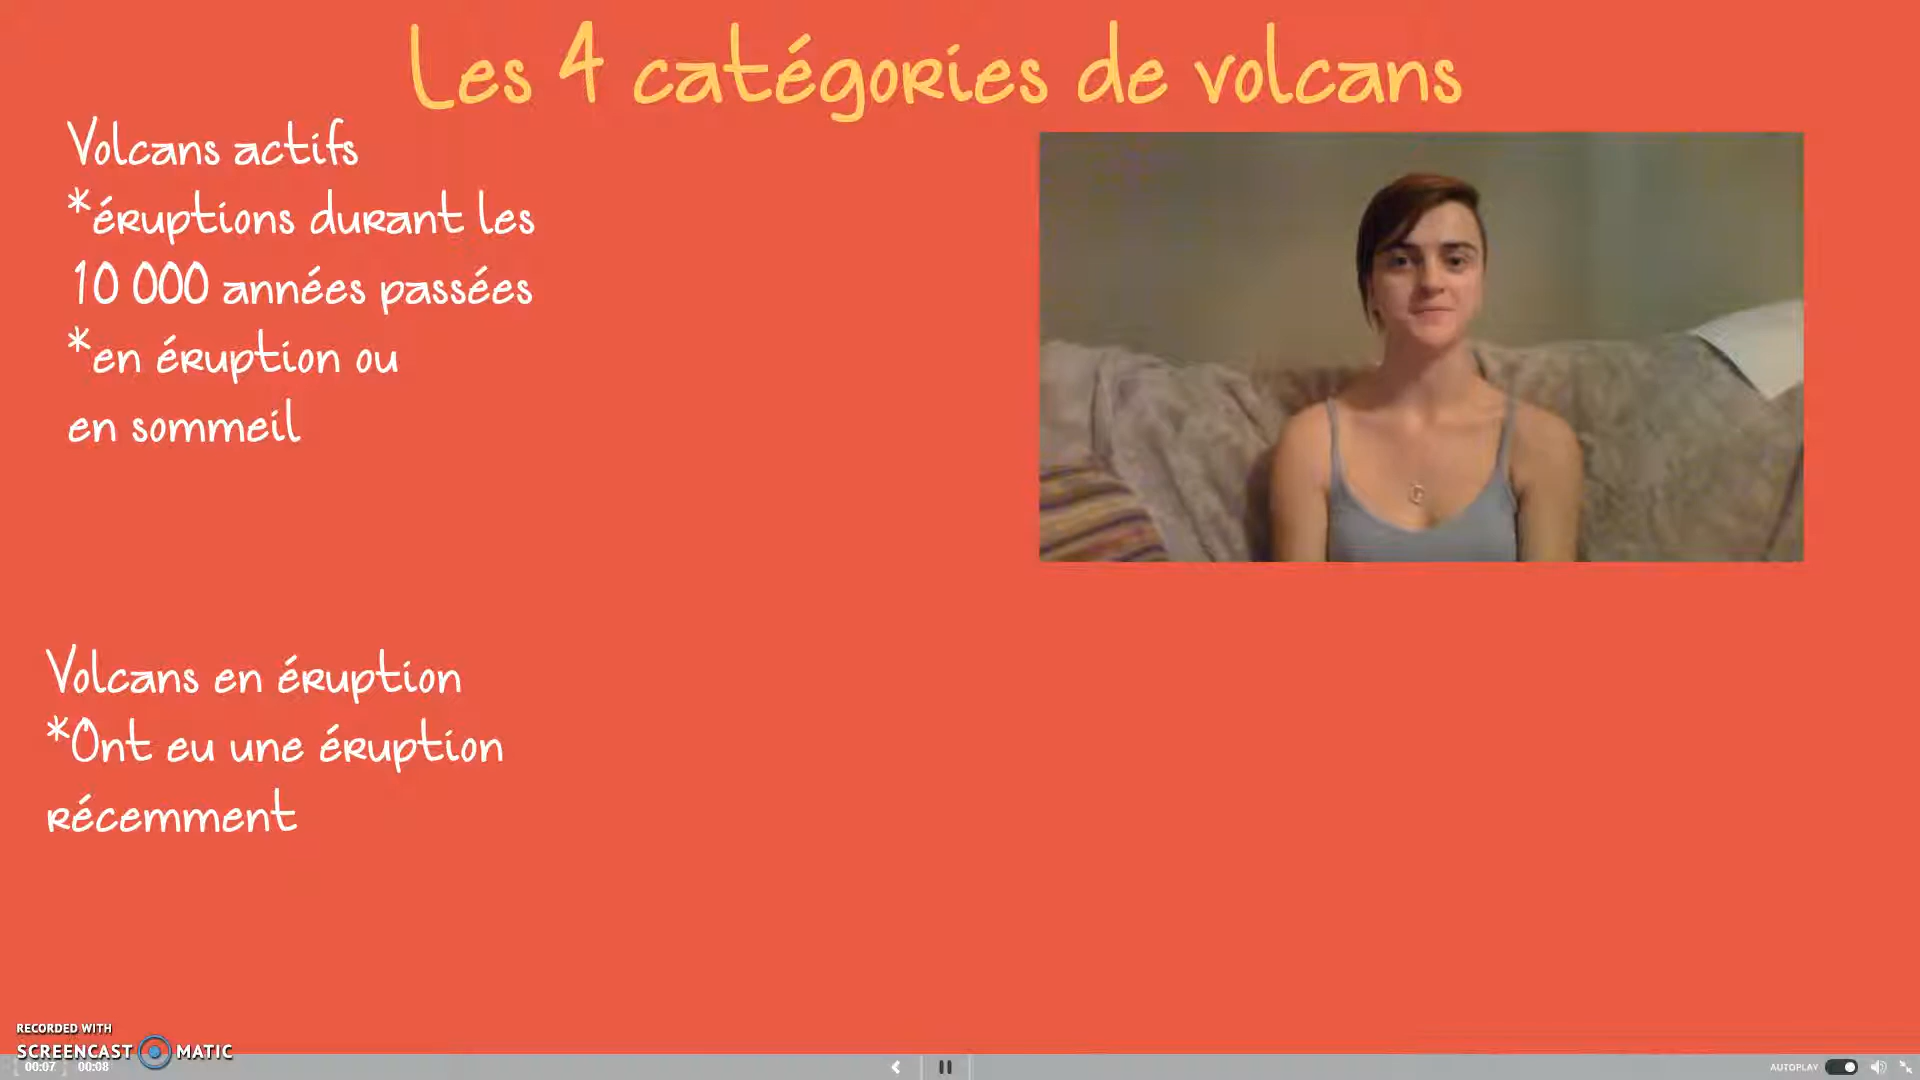 Les 4 catégories de volcans
Volcans actifs
*éruptions durant les
10 000 années passées
*en éruption ou
en sommeil
Volcans en éruption
*Ont eu une éruption
récemment
RECORDED WITH
SCREENCAST MATIC
00:07 00:08
AUTOPLAY